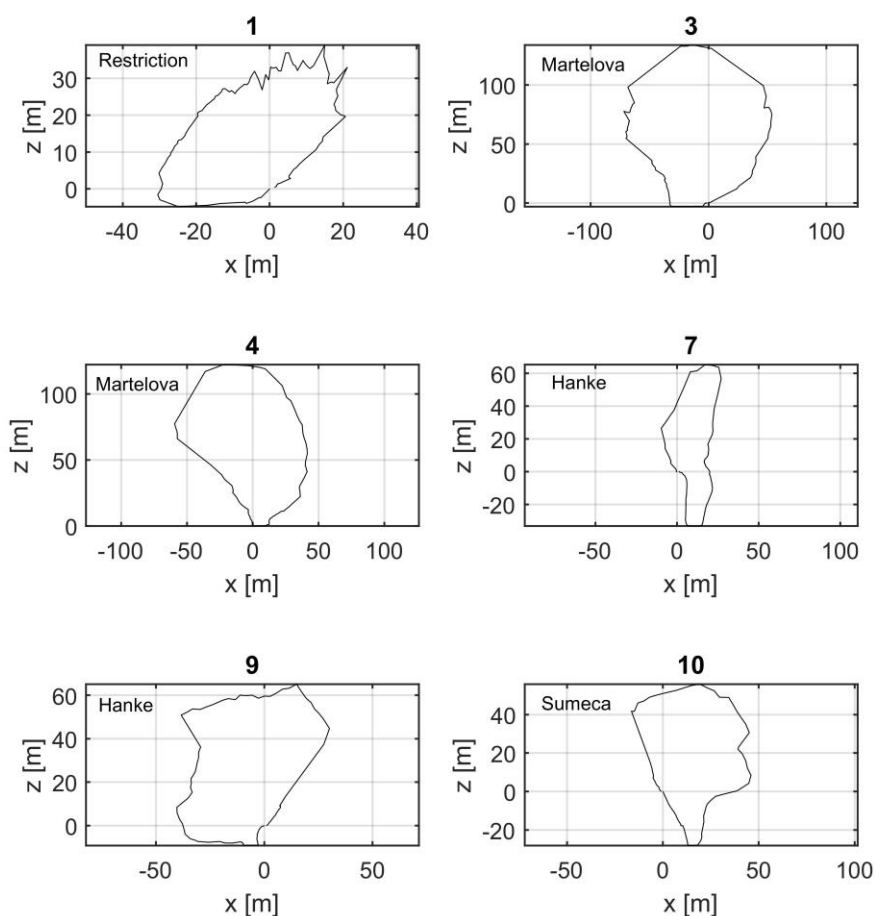 1
Restriction
30
20
10
0
z [m]
-40 -20 0 20 40
x [m]
3
Martelova
100
50
0
z [m]
-100 0 100
x [m]
4
Martelova
100
50
0
z [m]
-100 -50 0 50 100
x [m]
7
Hanke
60
40
20
0
-20
z [m]
-50 0 50 100
x [m]
9
Hanke
60
40
20
0
z [m]
-50 0 50
x [m]
10
Sumeca
40
20
0
-20
z [m]
-50 0 50 100
x [m]